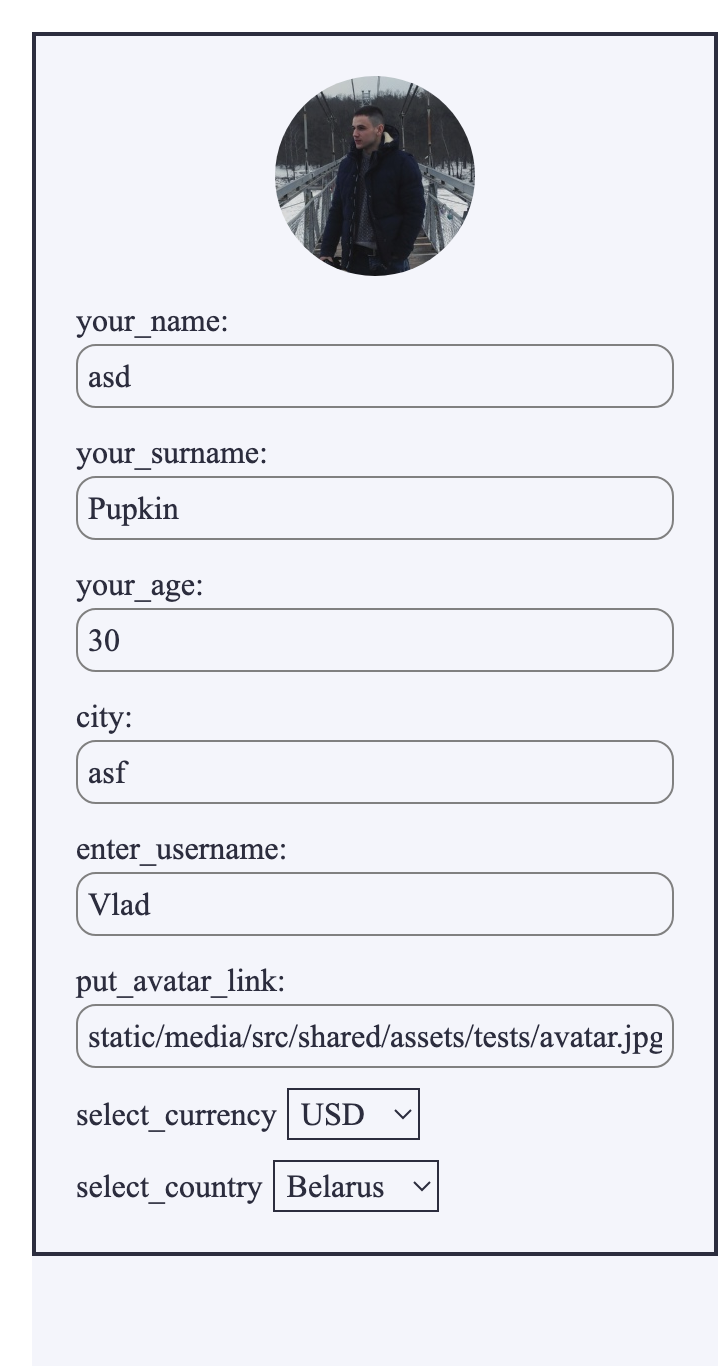 your_name:
asd
your_surname:
Pupkin
your_age:
30
city:
asf
enter_username:
Vlad
put_avatar_link:
static/media/src/shared/assets/tests/avatar.jpg
select_currency USD
select_country Belarus